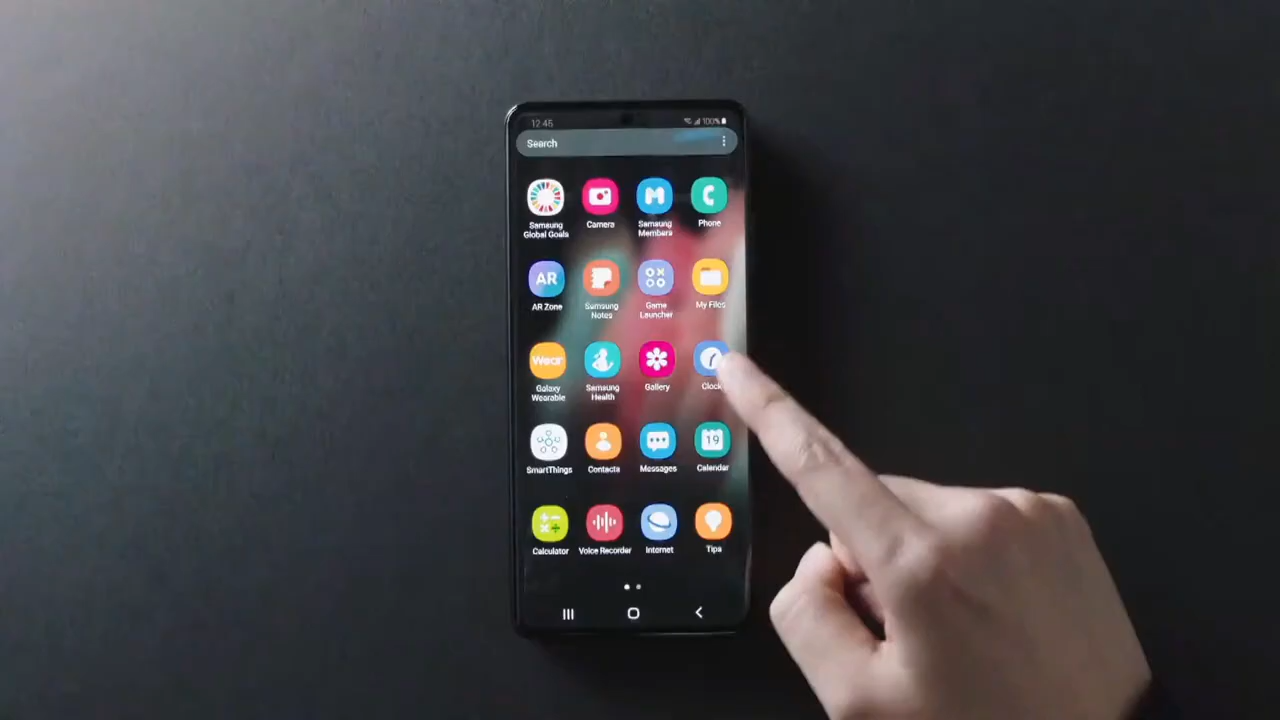 12:45
100%
Search
Samsung
Global Goals
Camera
Samsung
Members
Phone
AR
AR Zone
Samsung
Notes
Game
Launcher
My Files
Wear
Galaxy
Wearable
Samsung
Health
Gallery
Clock
SmartThings
Contacts
Messages
19
Calendar
Calculator
Voice Recorder
Internet
Tips